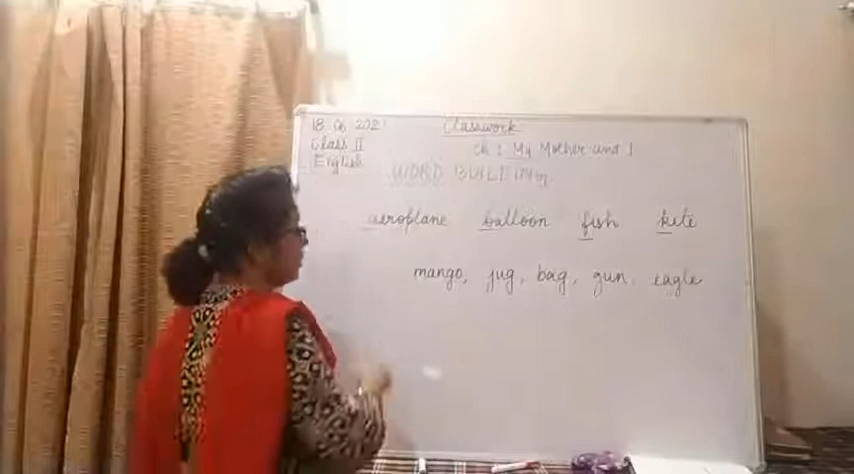 18.06.2021 Classwork
Class II Ch: My Mother and I
English
WORD BUILDING
aeroplane balloon fish kite
mango, jug, bag, gun, eagle